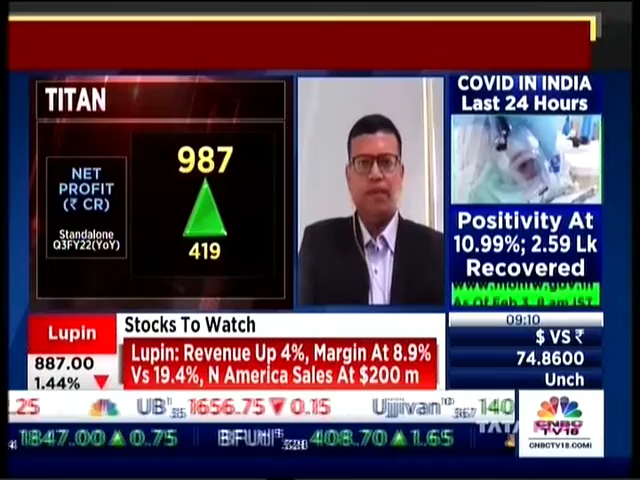 TITAN
NET
PROFIT
(₹ CR)
Standalone
Q3FY22(YoY)
987
419
COVID IN INDIA
Last 24 Hours
Positivity At
10.99%; 2.59 Lk
Recovered
09:10
$ VS ₹
74.8600
Unch
Lupin
887.00
1.44%
Stocks To Watch
Lupin: Revenue Up 4%, Margin At 8.9%
Vs 19.4%, N America Sales At $200 m
.25
UB
1656.75 0.15
Ujjivan
140
1847.00 0.75
408.70 1.65
CNBC
TV18
CNBCTV18.COM